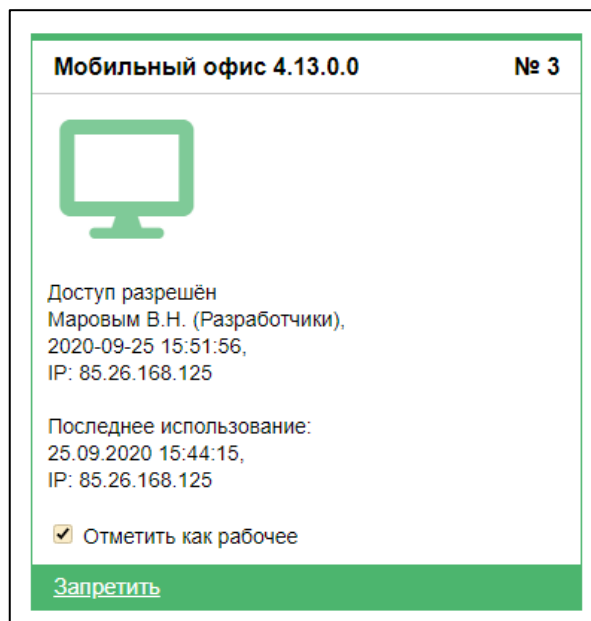 Мобильный офис 4.13.0.0 № 3
Доступ разрешён
Маровым В.Н. (Разработчики),
2020-09-25 15:51:56,
IP: 85.26.168.125
Последнее использование:
25.09.2020 15:44:15,
IP: 85.26.168.125
Отметить как рабочее
Запретить